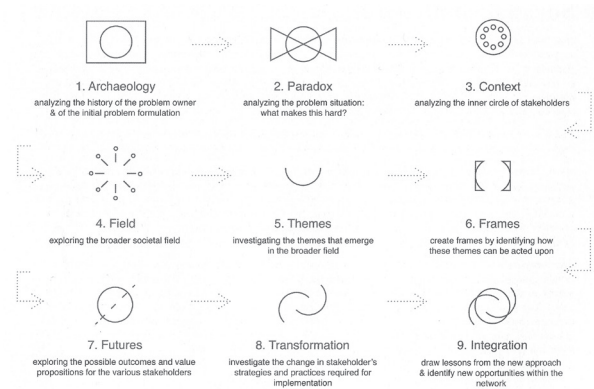 1. Archaeology
analyzing the history of the problem owner
& of the initial problem formulation
2. Paradox
analyzing the problem situation:
what makes this hard?
3. Context
analyzing the inner circle of stakeholders
4. Field
exploring the broader societal field
5. Themes
investigating the themes that emerge
in the broader field
6. Frames
create frames by identifying how
these themes can be acted upon
7. Futures
exploring the possible outcomes and value
propositions for the various stakeholders
8. Transformation
investigate the change in stakeholder's
strategies and practices required for
implementation
9. Integration
draw lessons from the new approach
& identify new opportunities within the
network